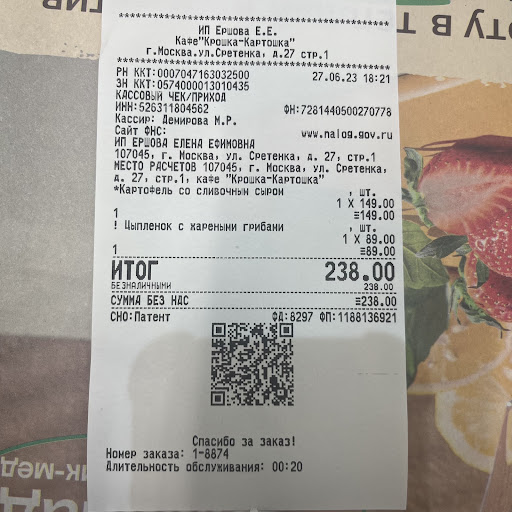 ИП Ершова Е.Е.
Кафе"Крошка-Картошка"
г.Москва.ул.Сретенка, д.27 стр.1
РН ККТ:0007047163032500 27.06.23 18:21
ЗН ККТ:0574000013010435
КАССОВЫЙ ЧЕК/ПРИХОД
ИНН:526311804562 ФН:7281440500270778
Кассир: Демирова М.Р.
Сайт ФНС: www.nalog.gov.ru
ИП ЕРШОВА ЕЛЕНА ЕФИМОВНА
107045, г. Москва, ул. Сретенка, д. 27, стр.1
МЕСТО РАСЧЕТОВ 107045, г. Москва, ул. Сретенка,
д. 27, стр.1, кафе "Крошка-Картошка"
*Картофель со сливочным сыром , шт.
1 X 149.00
1 ≡149.00
! Цыпленок с жареными грибами , шт.
1 X 89.00
1 ≡89.00
ИТОГ 238.00
БЕЗНАЛИЧНЫМИ 238.00
СУММА БЕЗ НДС ≡238.00
СНО:Патент ФД:8297 ФП:1188136921
Спасибо за заказ!
Номер заказа: 1-8874
Длительность обслуживания: 00:20